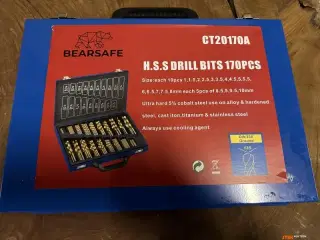 BEARSAFE
CT20170A
H.S.S DRILL BITS 170PCS
Size:each 10pcs 1,1.5,2,2.5,3,3.5,4,4.5,5,5.5,
6,6.5,7,7.5,8mm each 5pcs of 8.5,9,9.5,10mm
Ultra hard 5% cobalt steel use on alloy & hardened
steel, cast iron,titanium & stainless steel
Always use cooling agent